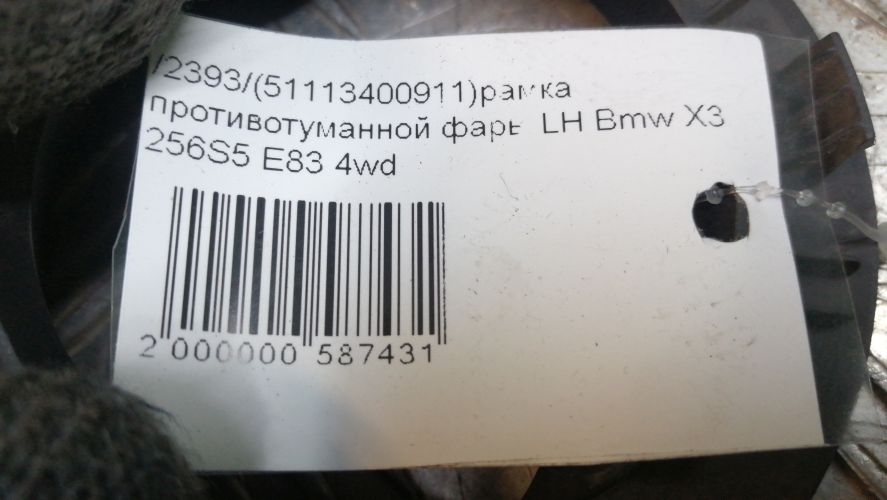 /2393/(51113400911)рамка
противотуманной фары LH Bmw X3
256S5 E83 4wd
2 000000 587431